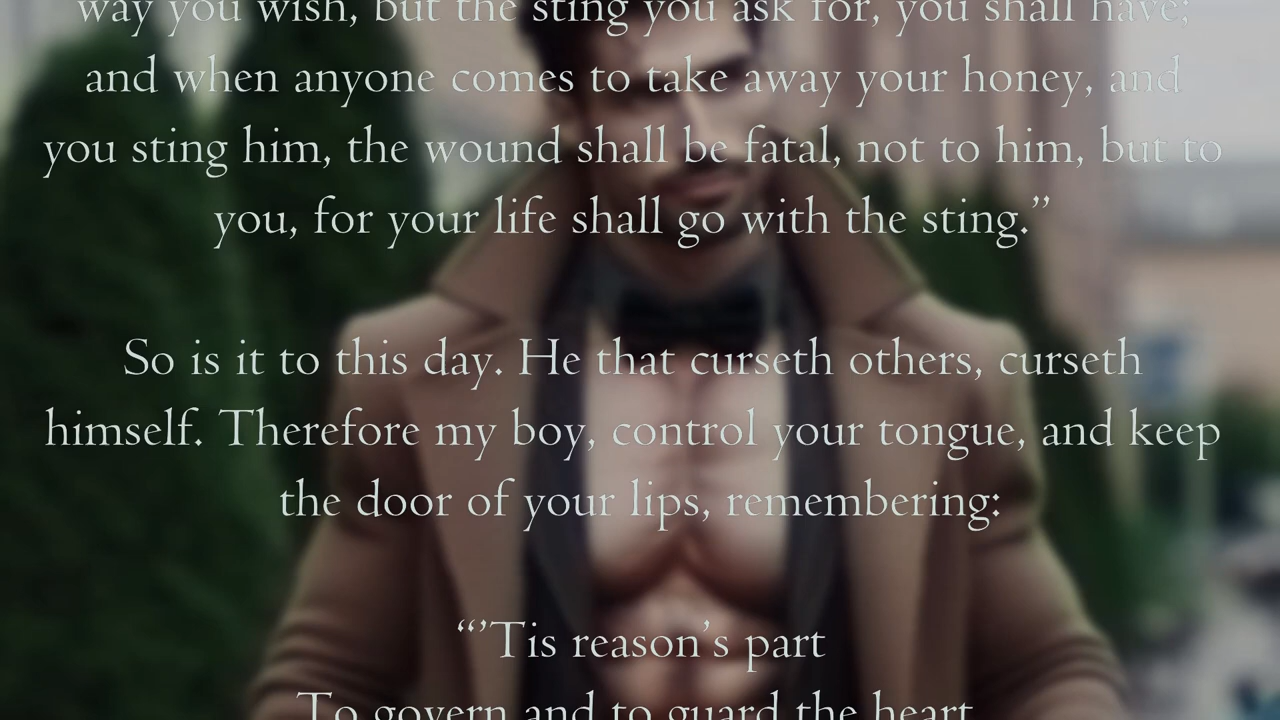 way you wish, but the sting you ask for, you shall have;
and when anyone comes to take away your honey, and
you sting him, the wound shall be fatal, not to him, but to
you, for your life shall go with the sting.”
So is it to this day. He that curseth others, curseth
himself. Therefore my boy, control your tongue, and keep
the door of your lips, remembering:
“’Tis reason’s part
To govern and to guard the heart